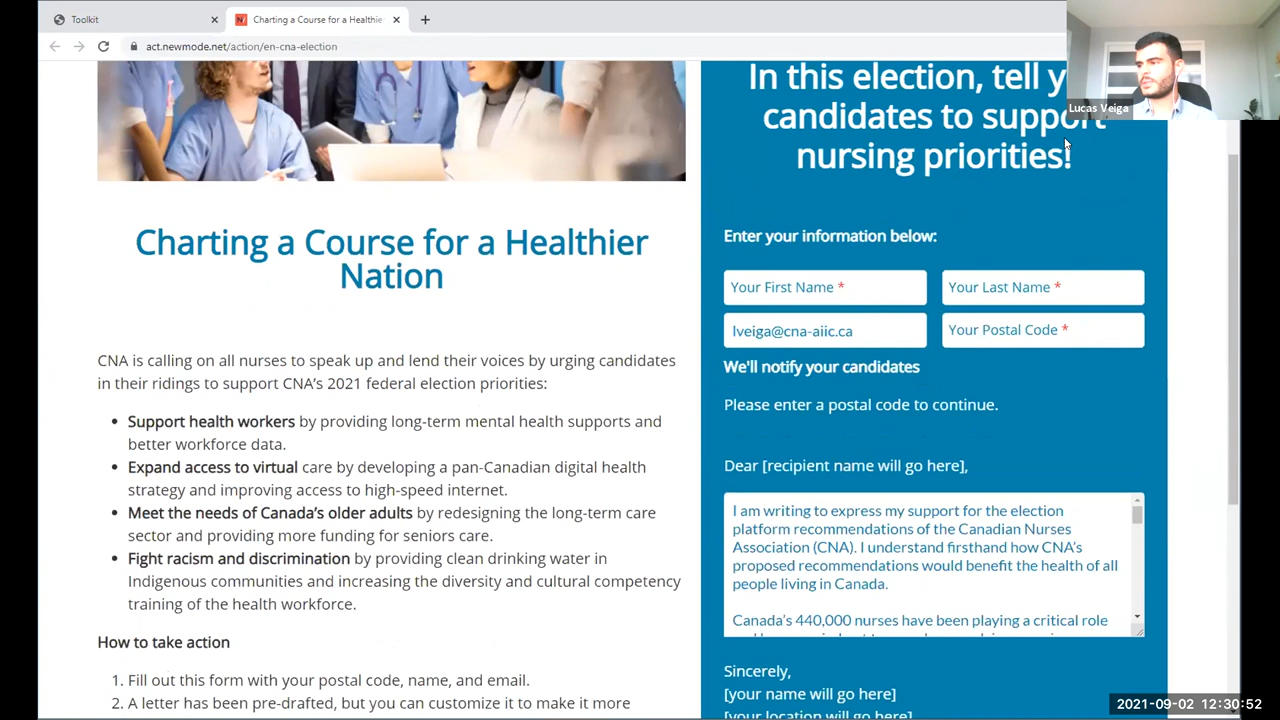 Toolkit
Charting a Course for a Healthie
act.newmode.net/action/en-cna-election
Lucas Veiga
In this election, tell y
candidates to support
nursing priorities!
Charting a Course for a Healthier
Nation
CNA is calling on all nurses to speak up and lend their voices by urging candidates
in their ridings to support CNA’s 2021 federal election priorities:
• Support health workers by providing long-term mental health supports and
better workforce data.
• Expand access to virtual care by developing a pan-Canadian digital health
strategy and improving access to high-speed internet.
• Meet the needs of Canada’s older adults by redesigning the long-term care
sector and providing more funding for seniors care.
• Fight racism and discrimination by providing clean drinking water in
Indigenous communities and increasing the diversity and cultural competency
training of the health workforce.
How to take action
1. Fill out this form with your postal code, name, and email.
2. A letter has been pre-drafted, but you can customize it to make it more
Enter your information below:
Your First Name *
Your Last Name *
lveiga@cna-aiic.ca
Your Postal Code *
We'll notify your candidates
Please enter a postal code to continue.
Dear [recipient name will go here],
I am writing to express my support for the election
platform recommendations of the Canadian Nurses
Association (CNA). I understand firsthand how CNA’s
proposed recommendations would benefit the health of all
people living in Canada.
Canada’s 440,000 nurses have been playing a critical role
Sincerely,
[your name will go here]
[your location will go here]
2021-09-02 12:30:52